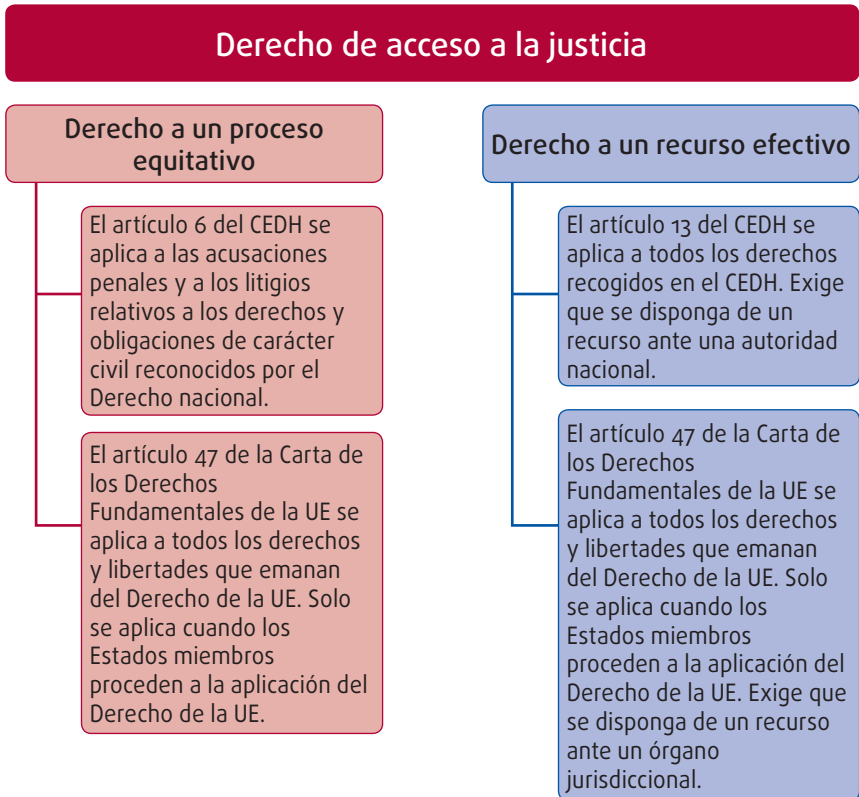 Derecho de acceso a la justicia
Derecho a un proceso
equitativo
El artículo 6 del CEDH se
aplica a las acusaciones
penales y a los litigios
relativos a los derechos y
obligaciones de carácter
civil reconocidos por el
Derecho nacional.
El artículo 47 de la Carta de
los Derechos
Fundamentales de la UE se
aplica a todos los derechos
y libertades que emanan
del Derecho de la UE. Solo
se aplica cuando los
Estados miembros
proceden a la aplicación del
Derecho de la UE.
Derecho a un recurso efectivo
El artículo 13 del CEDH se
aplica a todos los derechos
recogidos en el CEDH. Exige
que se disponga de un
recurso ante una autoridad
nacional.
El artículo 47 de la Carta de
los Derechos
Fundamentales de la UE se
aplica a todos los derechos
y libertades que emanan
del Derecho de la UE. Solo
se aplica cuando los
Estados miembros
proceden a la aplicación del
Derecho de la UE. Exige que
se disponga de un recurso
ante un órgano
jurisdiccional.